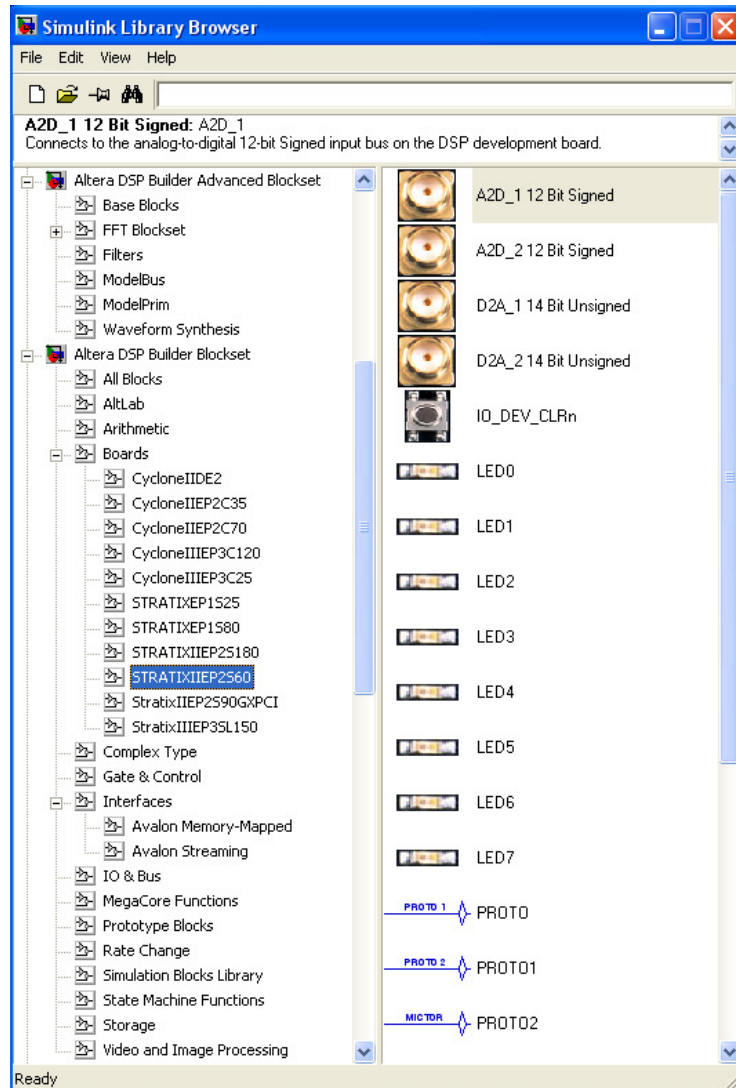 Simulink Library Browser
File Edit View Help
A2D_1 12 Bit Signed: A2D_1
Connects to the analog-to-digital 12-bit Signed input bus on the DSP development board.
Altera DSP Builder Advanced Blockset
Base Blocks
FFT Blockset
Filters
ModelBus
ModelPrim
Waveform Synthesis
Altera DSP Builder Blockset
All Blocks
AltLab
Arithmetic
Boards
CycloneIIDE2
CycloneIIEP2C35
CycloneIIEP2C70
CycloneIIIEP3C120
CycloneIIIEP3C25
STRATIXEP1S25
STRATIXEP1S80
STRATIXIIEP2S180
STRATIXIIEP2S60
StratixIIEP2S90GXPCI
StratixIIIEP3SL150
Complex Type
Gate & Control
Interfaces
Avalon Memory-Mapped
Avalon Streaming
IO & Bus
MegaCore Functions
Prototype Blocks
Rate Change
Simulation Blocks Library
State Machine Functions
Storage
Video and Image Processing
A2D_1 12 Bit Signed
A2D_2 12 Bit Signed
D2A_1 14 Bit Unsigned
D2A_2 14 Bit Unsigned
IO_DEV_CLRn
LED0
LED1
LED2
LED3
LED4
LED5
LED6
LED7
PROTO 1 PROTO
PROTO 2 PROTO1
MICTOR PROTO2
Ready